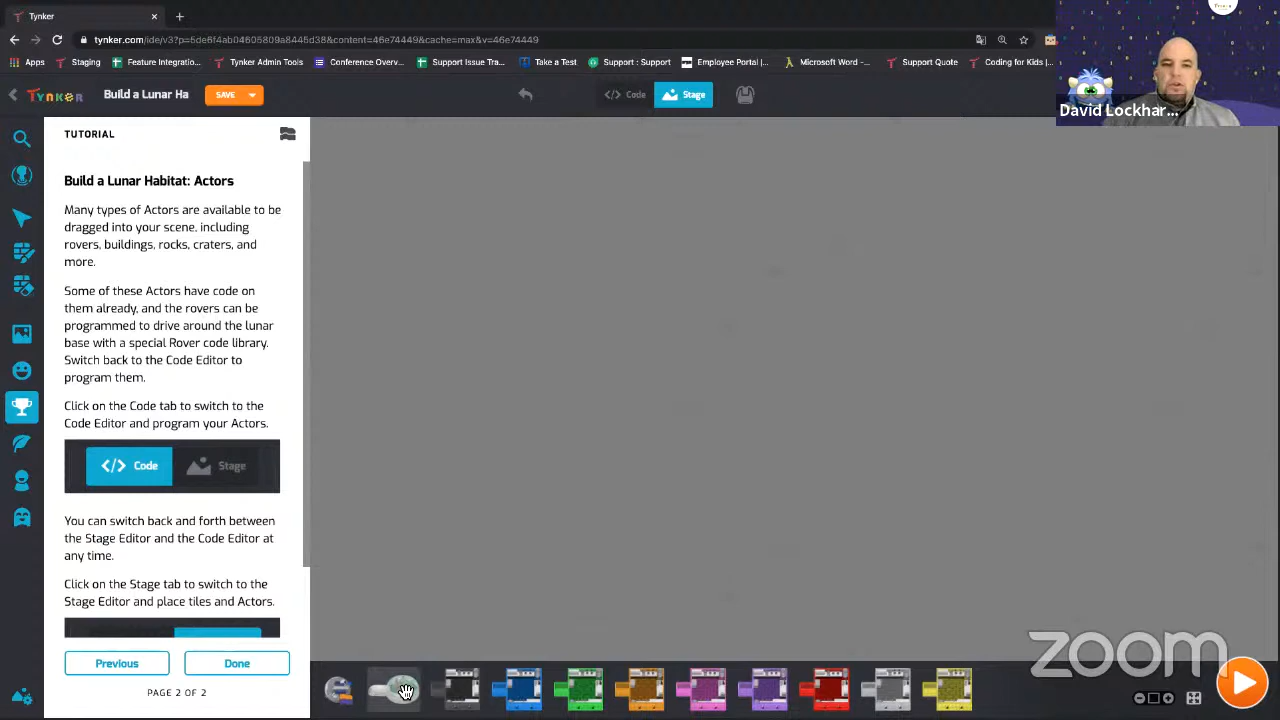 Tynker
tynker.com/ide/v3?p=5de6f4ab04605809a8445d38&content=46e74449&cache=max&v=46e74449
Apps
Staging
Feature Integratio...
Tynker Admin Tools
Conference Overv...
Support Issue Tra...
Take a Test
Support : Support
Employee Portal |...
Microsoft Word -...
Support Quote
Coding for Kids |...
TYNKER
Build a Lunar Ha
SAVE
Code
Stage
David Lockhar...
TUTORIAL
Build a Lunar Habitat: Actors
Many types of Actors are available to be
dragged into your scene, including
rovers, buildings, rocks, craters, and
more.
Some of these Actors have code on
them already, and the rovers can be
programmed to drive around the lunar
base with a special Rover code library.
Switch back to the Code Editor to
program them.
Click on the Code tab to switch to the
Code Editor and program your Actors.
</> Code
Stage
You can switch back and forth between
the Stage Editor and the Code Editor at
any time.
Click on the Stage tab to switch to the
Stage Editor and place tiles and Actors.
Previous
Done
PAGE 2 OF 2
zoom